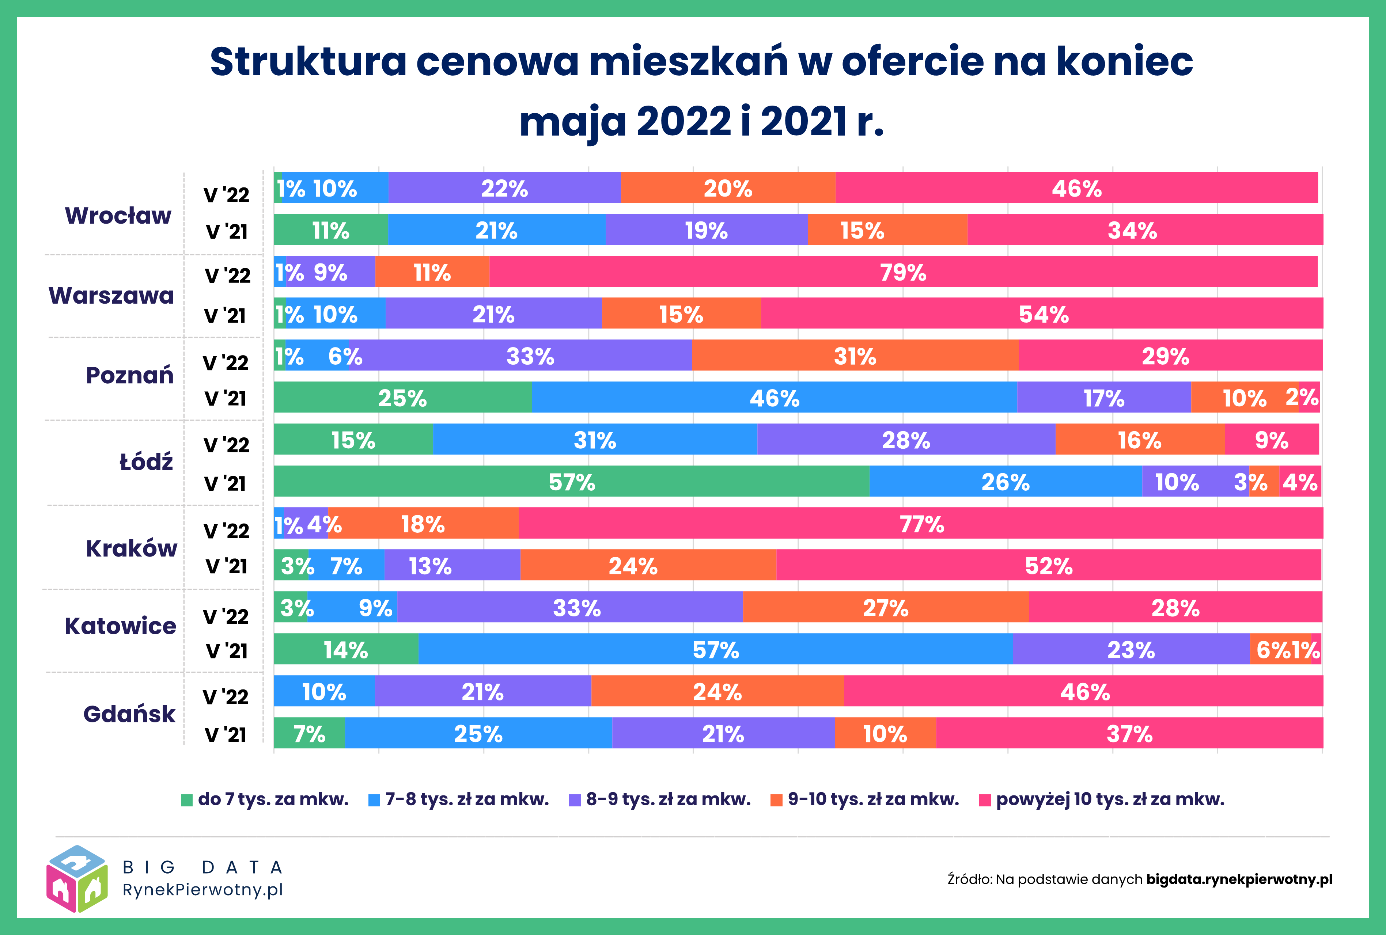 Struktura cenowa mieszkań w ofercie na koniec
maja 2022 i 2021 r.
Wrocław
V '22
1% 10% 22% 20% 46%
V '21
11% 21% 19% 15% 34%
Warszawa
V '22
1% 9% 11% 79%
V '21
1% 10% 21% 15% 54%
Poznań
V '22
1% 6% 33% 31% 29%
V '21
25% 46% 17% 10% 2%
Łódź
V '22
15% 31% 28% 16% 9%
V '21
57% 26% 10% 3% 4%
Kraków
V '22
1% 4% 18% 77%
V '21
3% 7% 13% 24% 52%
Katowice
V '22
3% 9% 33% 27% 28%
V '21
14% 57% 23% 6% 1%
Gdańsk
V '22
10% 21% 24% 46%
V '21
7% 25% 21% 10% 37%
do 7 tys. za mkw. 7-8 tys. zł za mkw. 8-9 tys. zł za mkw. 9-10 tys. zł za mkw. powyżej 10 tys. zł za mkw.
BIG DATA
RynekPierwotny.pl
Źródło: Na podstawie danych bigdata.rynekpierwotny.pl